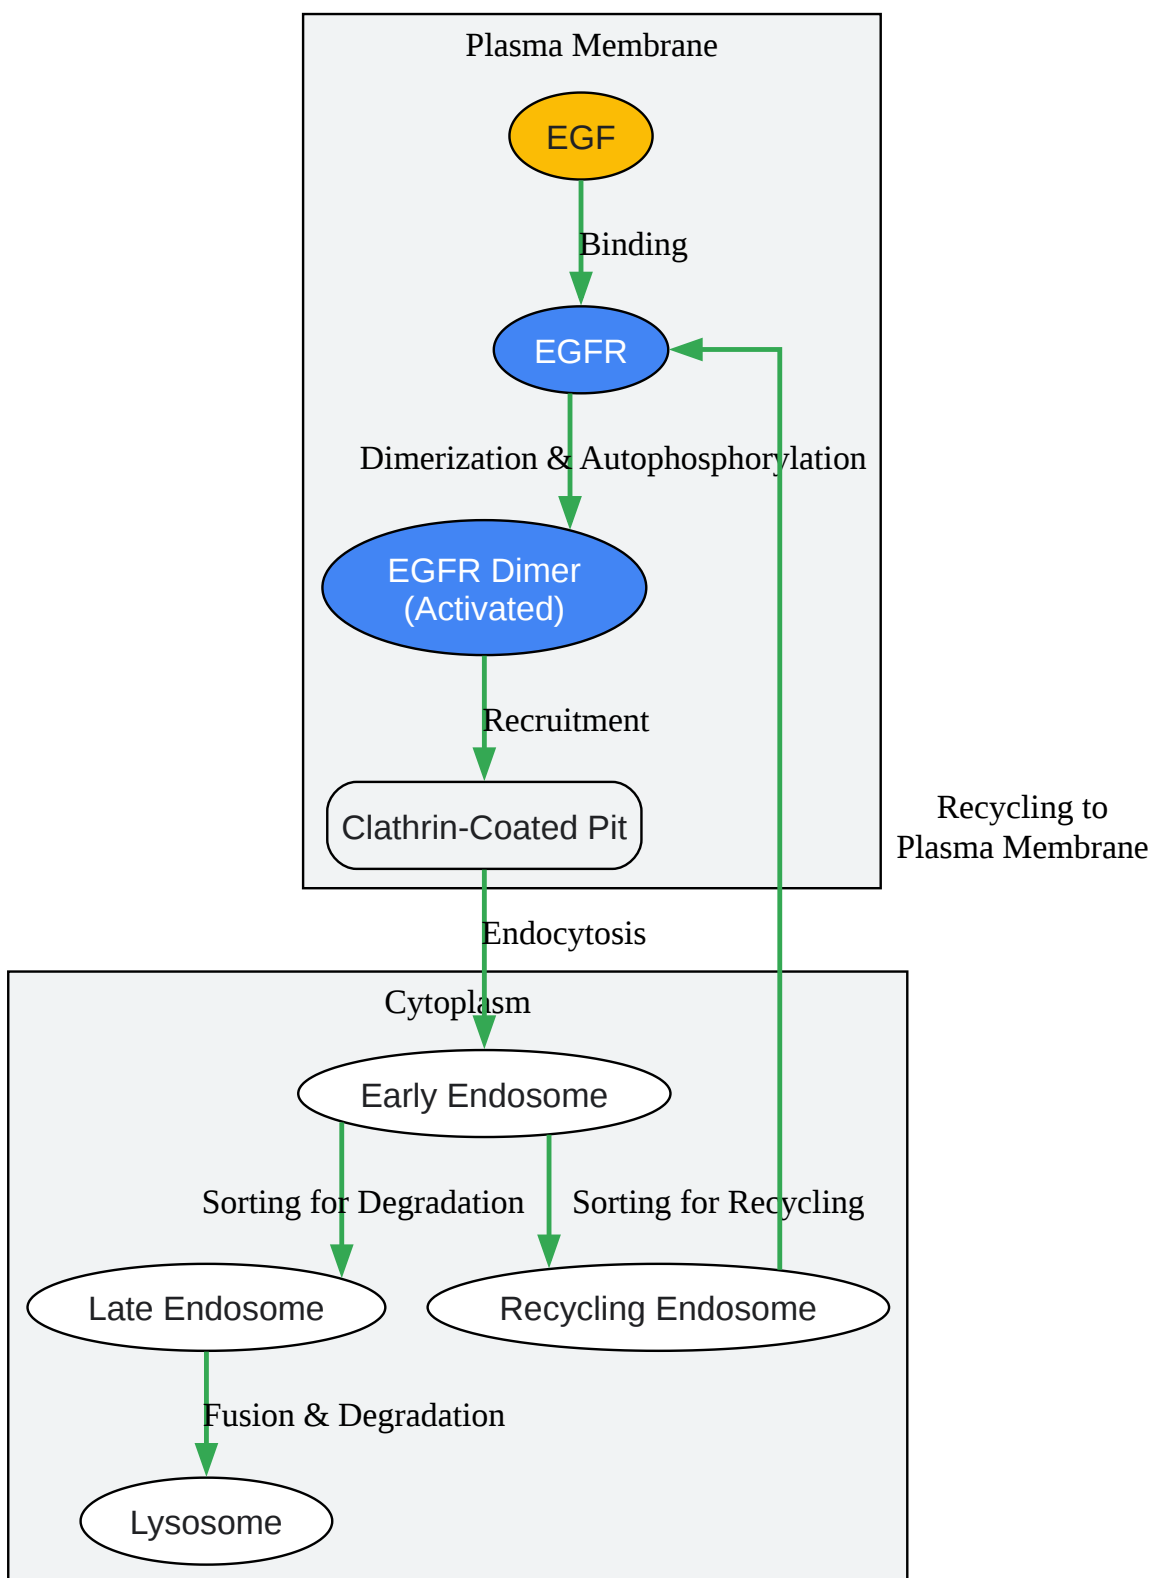 Plasma Membrane
EGF
Binding
EGFR
Dimerization & Autophosphorylation
EGFR Dimer
(Activated)
Recruitment
Clathrin-Coated Pit
Recycling to
Plasma Membrane
Endocytosis
Cytoplasm
Early Endosome
Sorting for Degradation
Sorting for Recycling
Late Endosome
Recycling Endosome
Fusion & Degradation
Lysosome